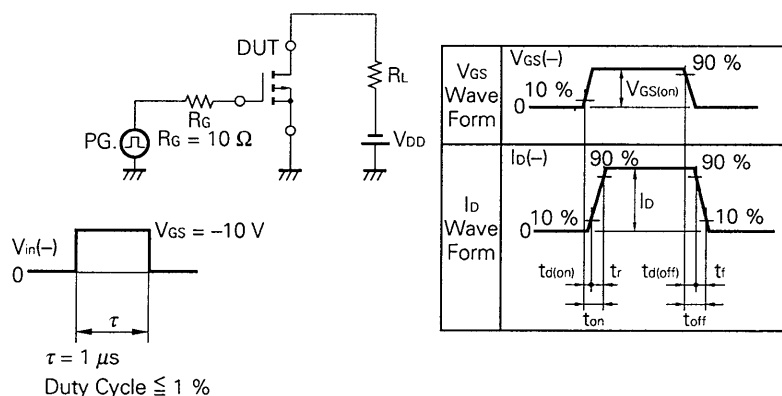 DUT
RL
RG
PG.
RG = 10 Ω
VDD
Vin(–)
0
VGS = –10 V
τ
τ = 1 μs
Duty Cycle ≦ 1 %
VGS
Wave
Form
VGS(–)
10 %
0
VGS(on)
90 %
ID
Wave
Form
ID(–)
90 %
90 %
10 %
0
ID
10 %
td(on)
tr
td(off)
tf
ton
toff